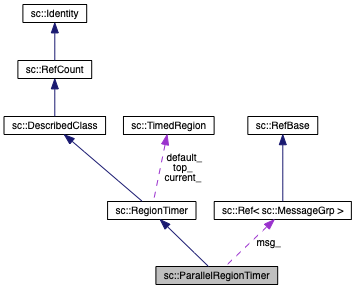 sc::Identity
sc::RefCount
sc::DescribedClass
sc::TimedRegion
sc::RefBase
default_
top_
current_
sc::RegionTimer
sc::Ref< sc::MessageGrp >
msg_
sc::ParallelRegionTimer